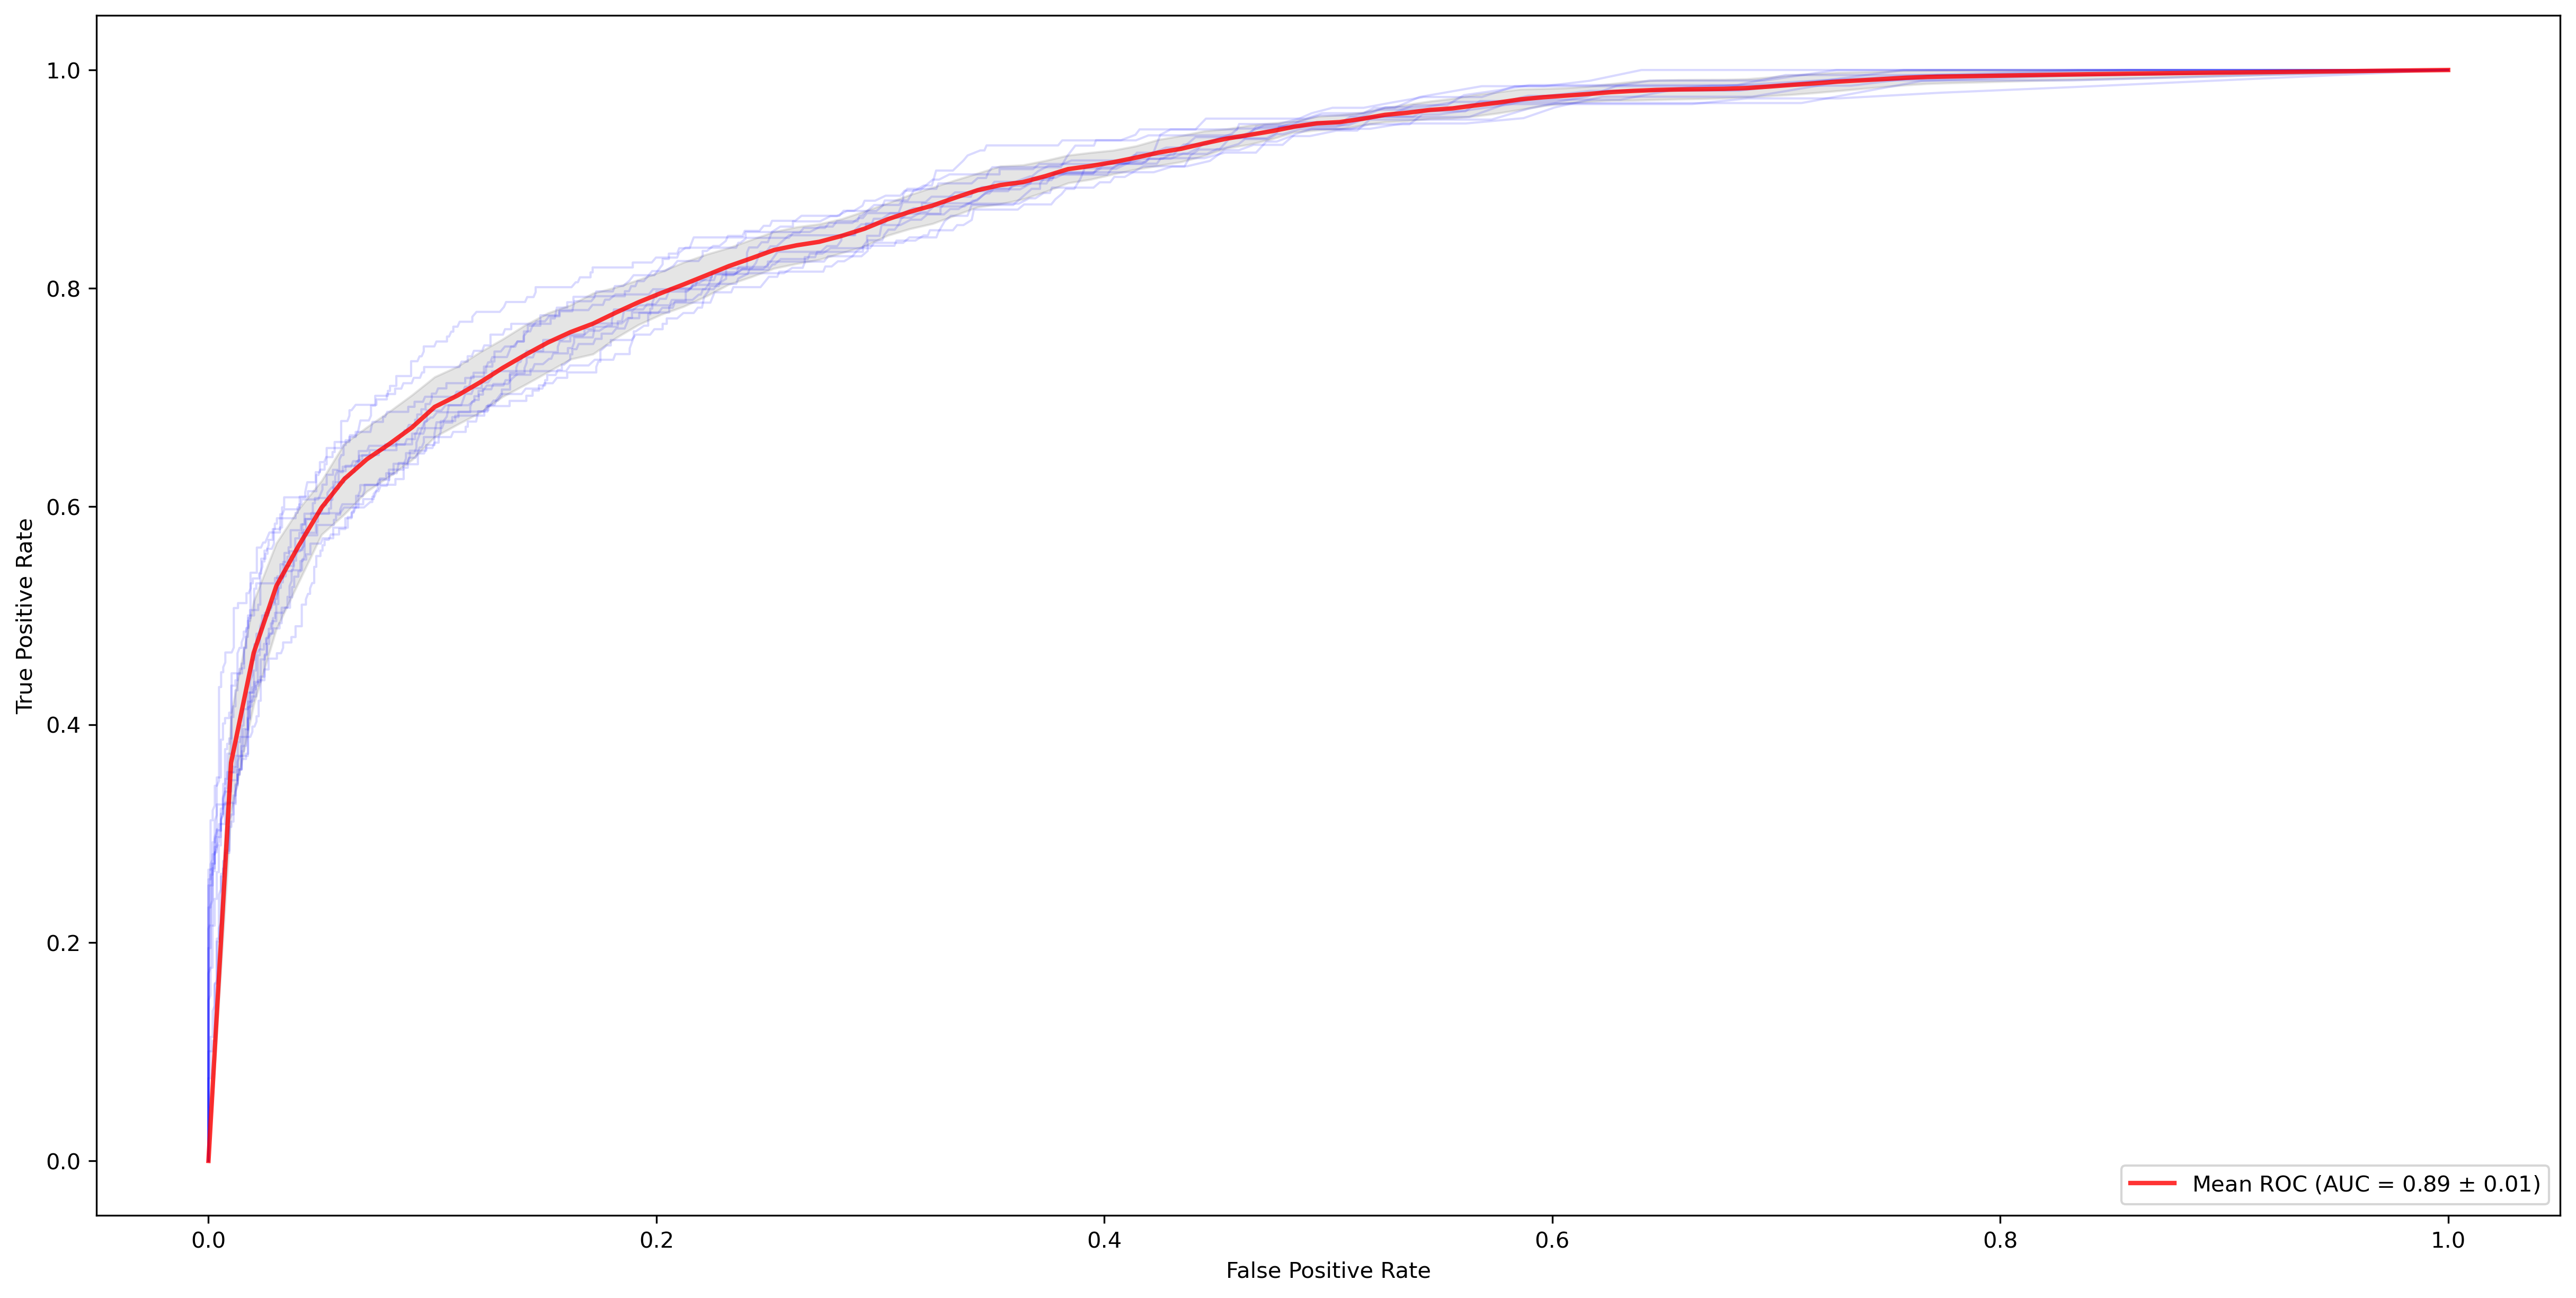 1.0
0.8
0.6
0.4
0.2
0.0
True Positive Rate
Mean ROC (AUC = 0.89 ± 0.01)
0.0 0.2 0.4 0.6 0.8 1.0
False Positive Rate